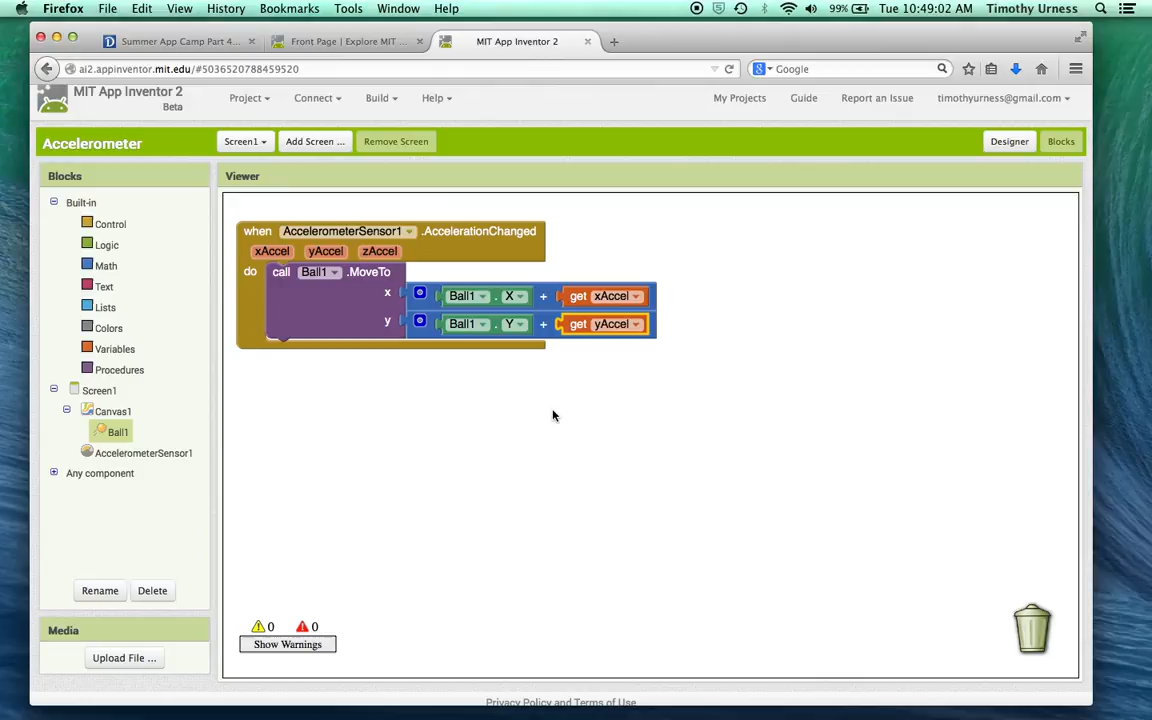 Firefox File Edit View History Bookmarks Tools Window Help 99% Tue 10:49:02 AM Timothy Urness
Summer App Camp Part 4... × Front Page | Explore MIT ... × MIT App Inventor 2 × +
ai2.appinventor.mit.edu/#5036520788459520 Google
MIT App Inventor 2
Beta
Project Connect Build Help My Projects Guide Report an Issue timothyurness@gmail.com
Accelerometer Screen1 Add Screen ... Remove Screen Designer Blocks
Blocks Viewer
Built-in
Control
Logic
Math
Text
Lists
Colors
Variables
Procedures
Screen1
Canvas1
Ball1
AccelerometerSensor1
Any component
Rename Delete
Media
Upload File ...
when AccelerometerSensor1 .AccelerationChanged
xAccel yAccel zAccel
do call Ball1 .MoveTo
x Ball1 . X + get xAccel
y Ball1 . Y + get yAccel
0 0
Show Warnings
Privacy Policy and Terms of Use